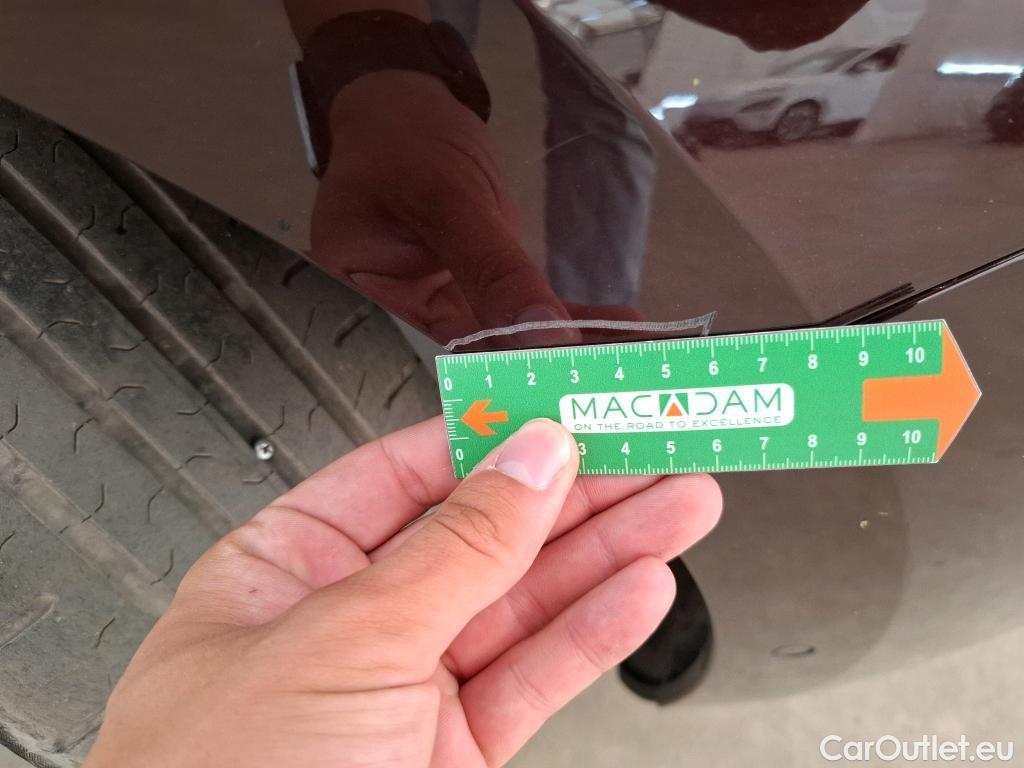 0 1 2 3 4 5 6 7 8 9 10
MACADAM
ON THE ROAD TO EXCELLENCE
0 3 4 5 6 7 8 9 10
CarOutlet.eu